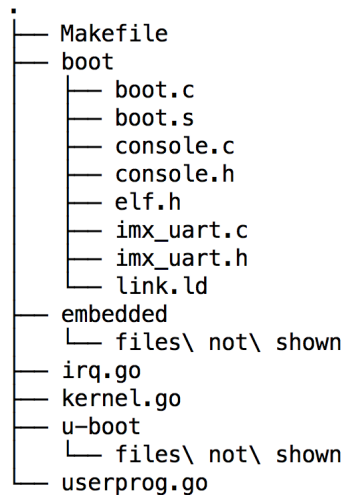 .
├── Makefile
├── boot
│   ├── boot.c
│   ├── boot.s
│   ├── console.c
│   ├── console.h
│   ├── elf.h
│   ├── imx_uart.c
│   ├── imx_uart.h
│   └── link.ld
├── embedded
│   └── files\ not\ shown
├── irq.go
├── kernel.go
├── u-boot
│   └── files\ not\ shown
└── userprog.go